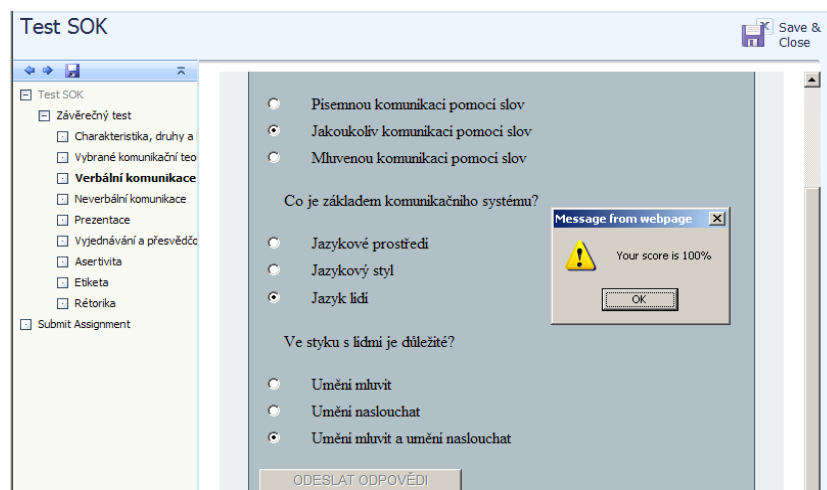 Test SOK
Save &
Close
Test SOK
Závěrečný test
Charakteristika, druhy a
Vybrané komunikační teo
Verbální komunikace
Neverbální komunikace
Prezentace
Vyjednávání a přesvědčo
Asertivita
Etiketa
Rétorika
Submit Assignment
Písemnou komunikaci pomocí slov
Jakoukoliv komunikaci pomocí slov
Mluvenou komunikaci pomocí slov
Co je základem komunikačního systému?
Jazykové prostředí
Jazykový styl
Jazyk lidí
Ve styku s lidmi je důležité?
Umění mluvit
Umění naslouchat
Umění mluvit a umění naslouchat
ODESLAT ODPOVĚDI
Message from webpage
Your score is 100%
OK